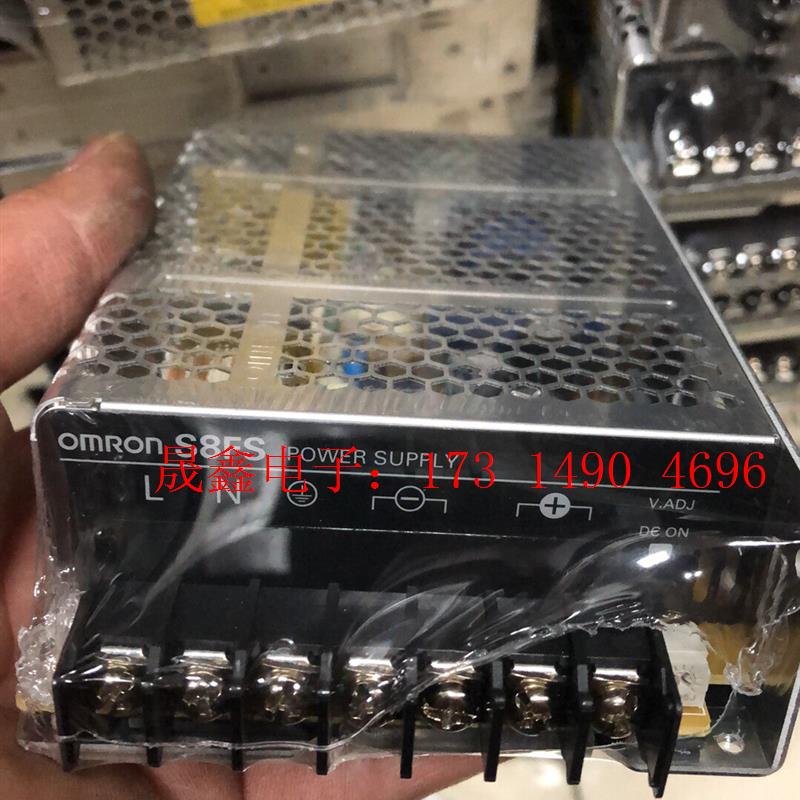 OMRON S8FS POWER SUPPLY
晟鑫电子：173 1490 4696
L N V.ADJ
DC ON